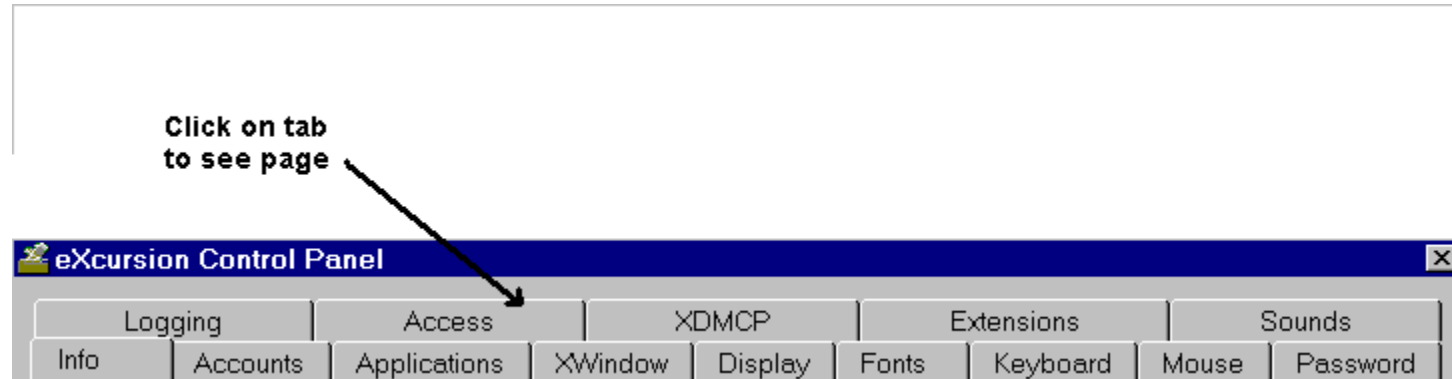 Click on tab
to see page
eXcursion Control Panel
Logging Access XDMCP Extensions Sounds
Info Accounts Applications XWindow Display Fonts Keyboard Mouse Password